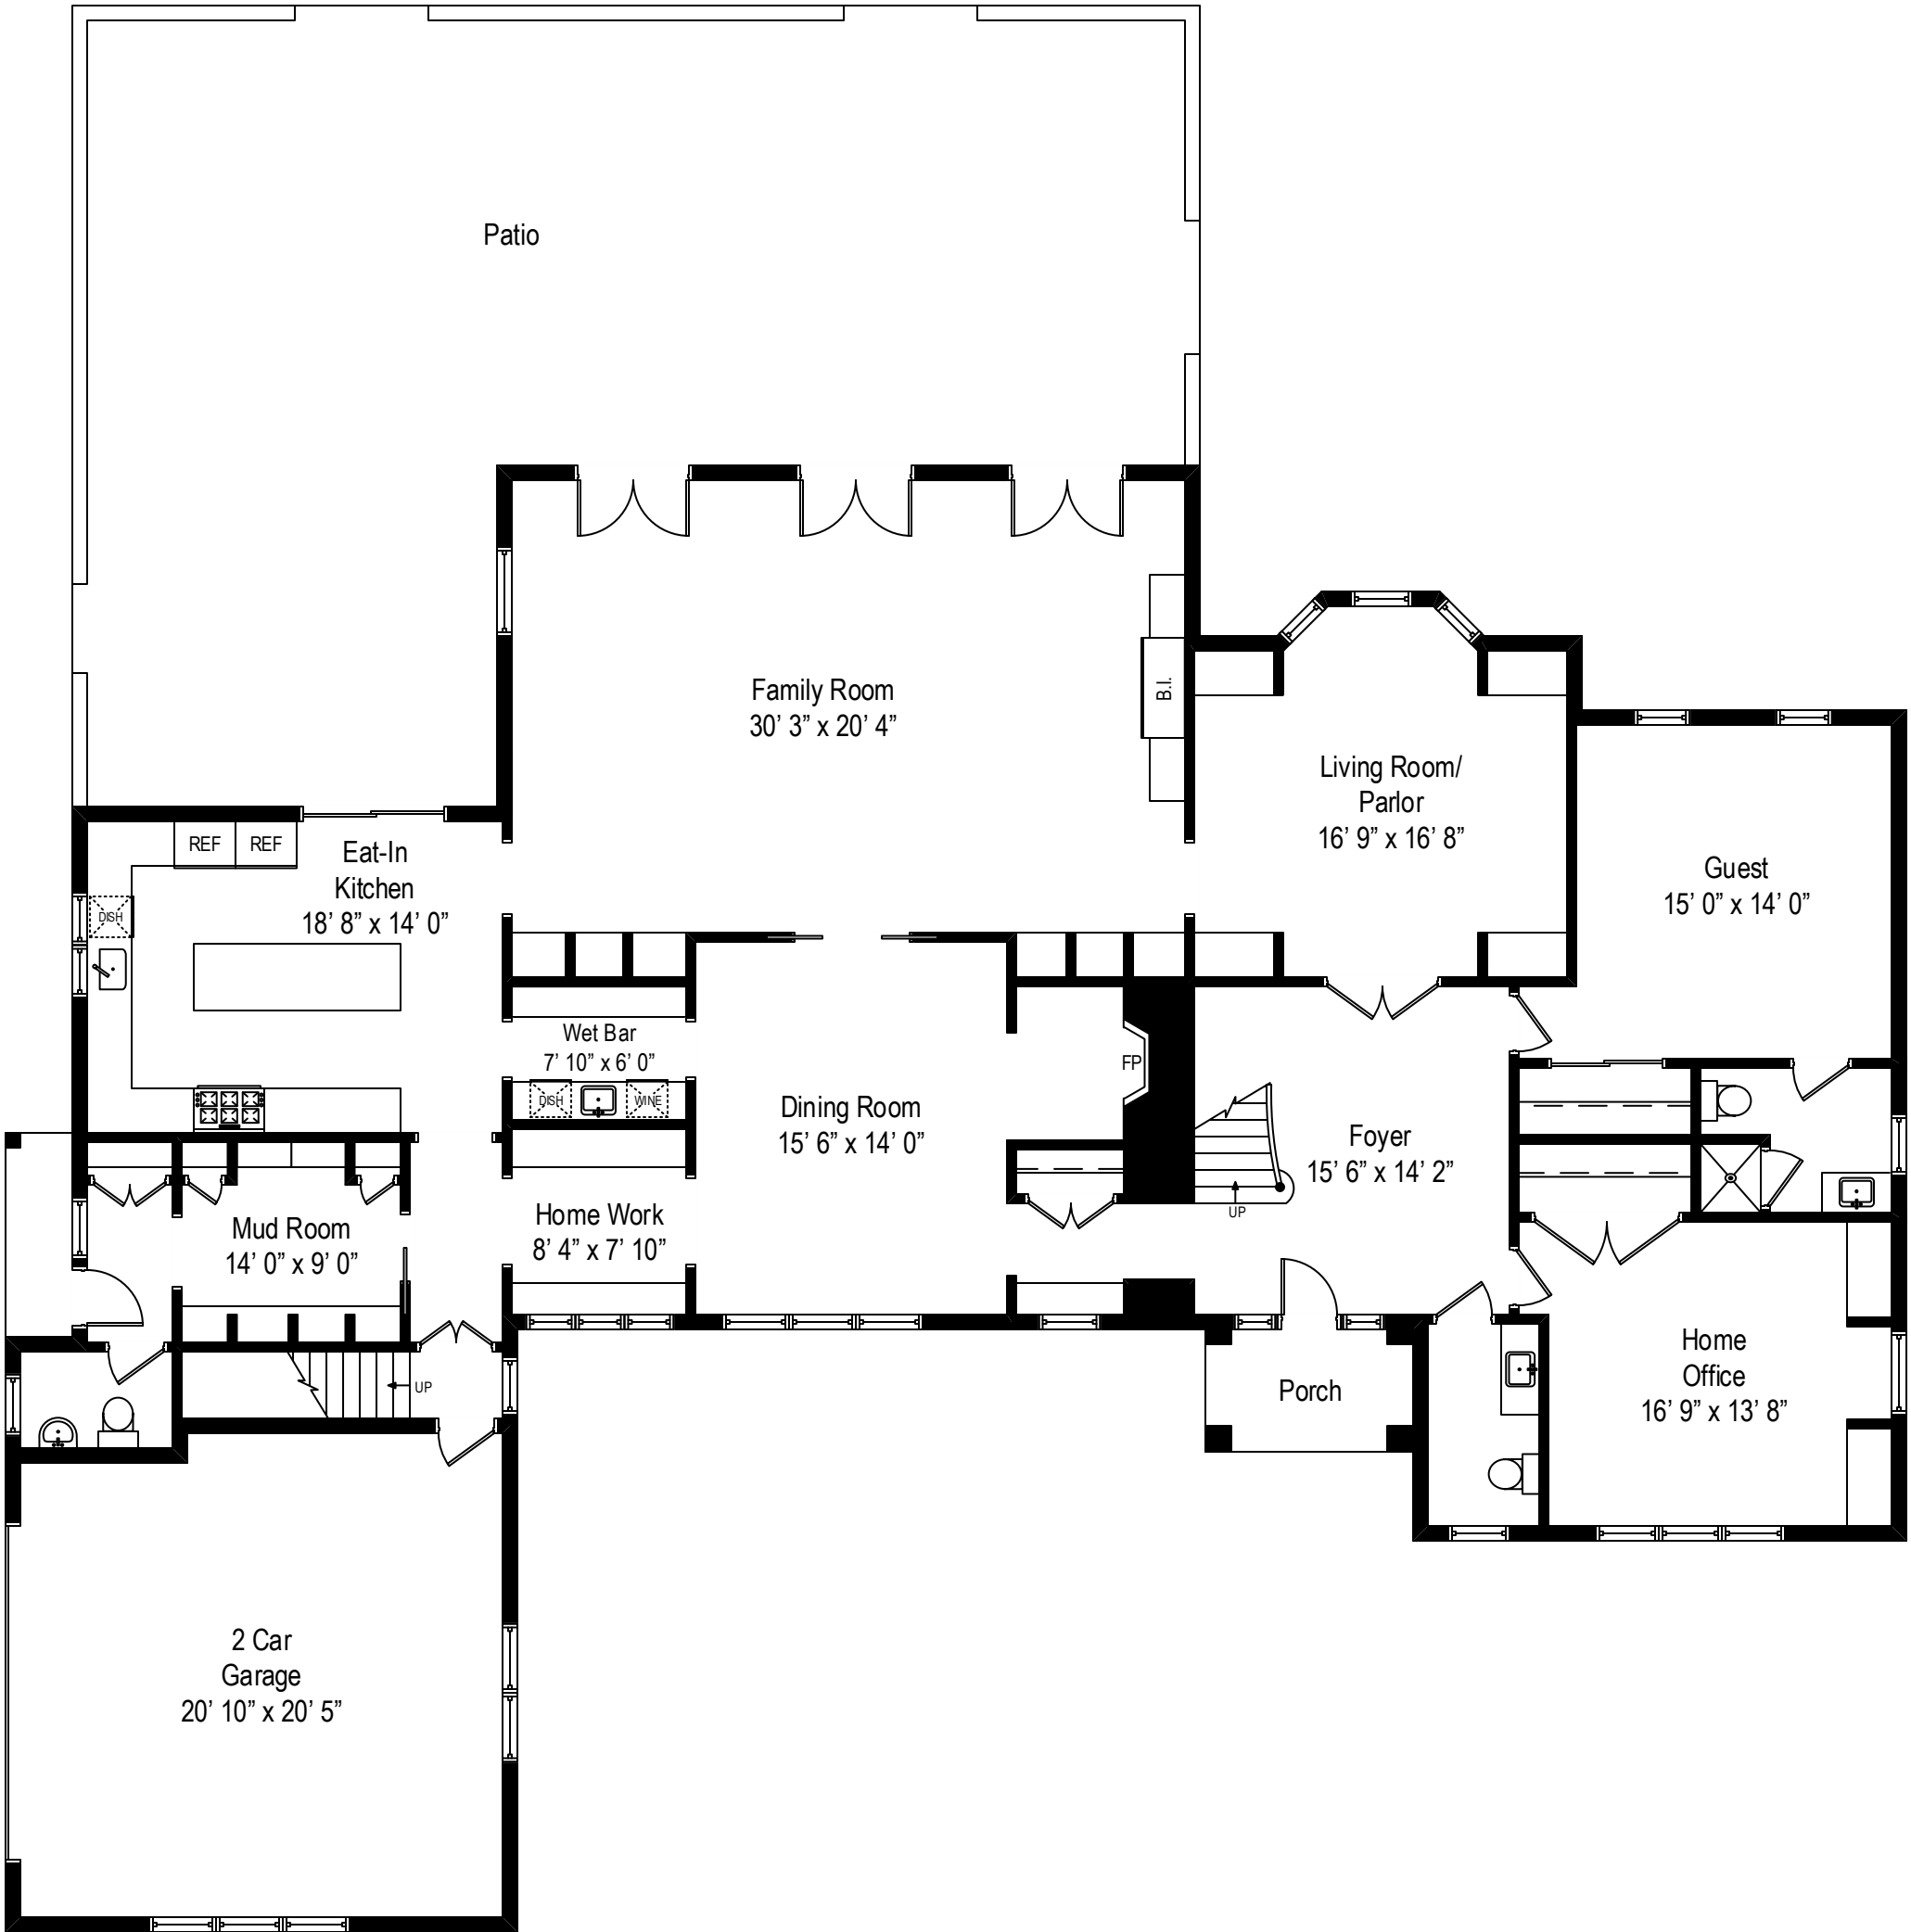 Patio
Family Room
30’ 3” x 20’ 4”
B.I.
Living Room/
Parlor
16’ 9” x 16’ 8”
REF
REF
Eat-In
Kitchen
18’ 8” x 14’ 0”
DISH
Guest
15’ 0” x 14’ 0”
Wet Bar
7’ 10” x 6’ 0”
DISH
WINE
FP
Dining Room
15’ 6” x 14’ 0”
Foyer
15’ 6” x 14’ 2”
UP
Mud Room
14’ 0” x 9’ 0”
Home Work
8’ 4” x 7’ 10”
UP
Porch
Home
Office
16’ 9” x 13’ 8”
2 Car
Garage
20’ 10” x 20’ 5”